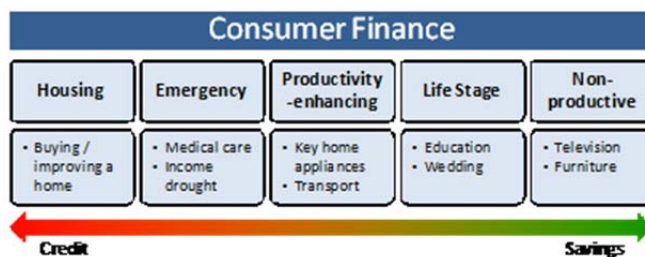 Consumer Finance
Housing
Emergency
Productivity
-enhancing
Life Stage
Non-
productive
• Buying /
improving a
home
• Medical care
• Income
drought
• Key home
appliances
• Transport
• Education
• Wedding
• Television
• Furniture
Credit
Savings